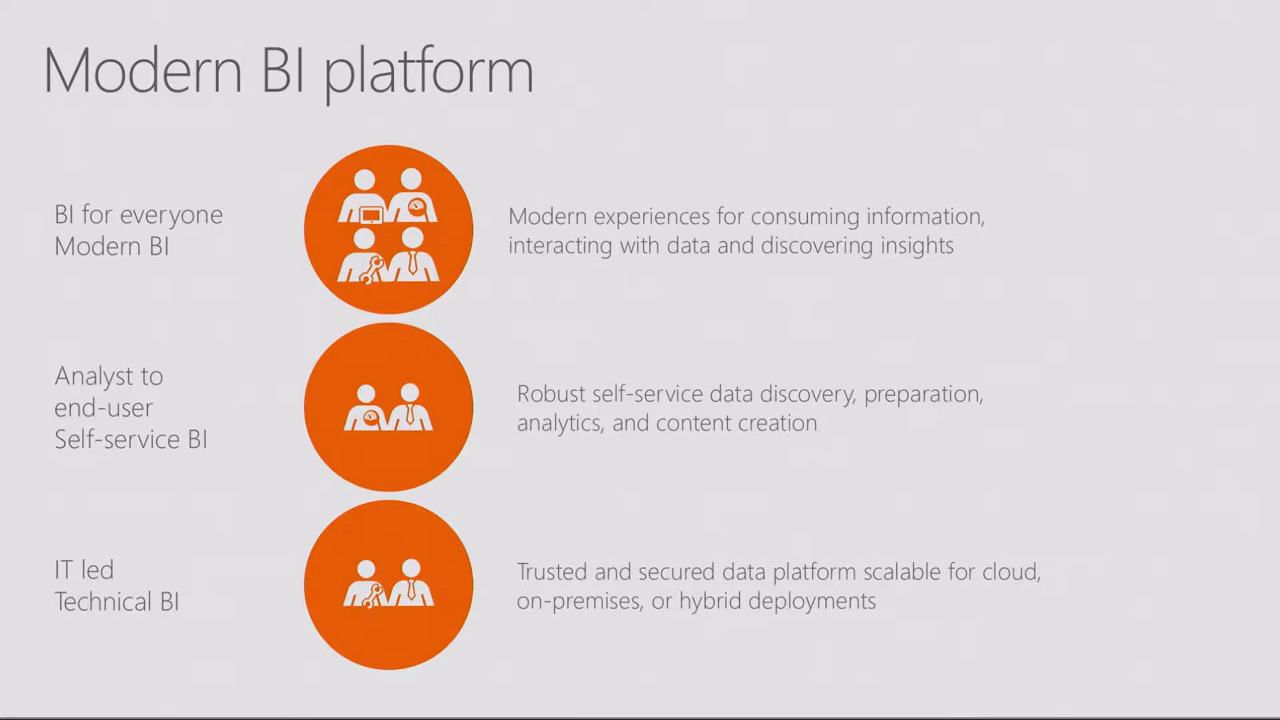 Modern BI platform
BI for everyone
Modern BI
Modern experiences for consuming information,
interacting with data and discovering insights
Analyst to
end-user
Self-service BI
Robust self-service data discovery, preparation,
analytics, and content creation
IT led
Technical BI
Trusted and secured data platform scalable for cloud,
on-premises, or hybrid deployments